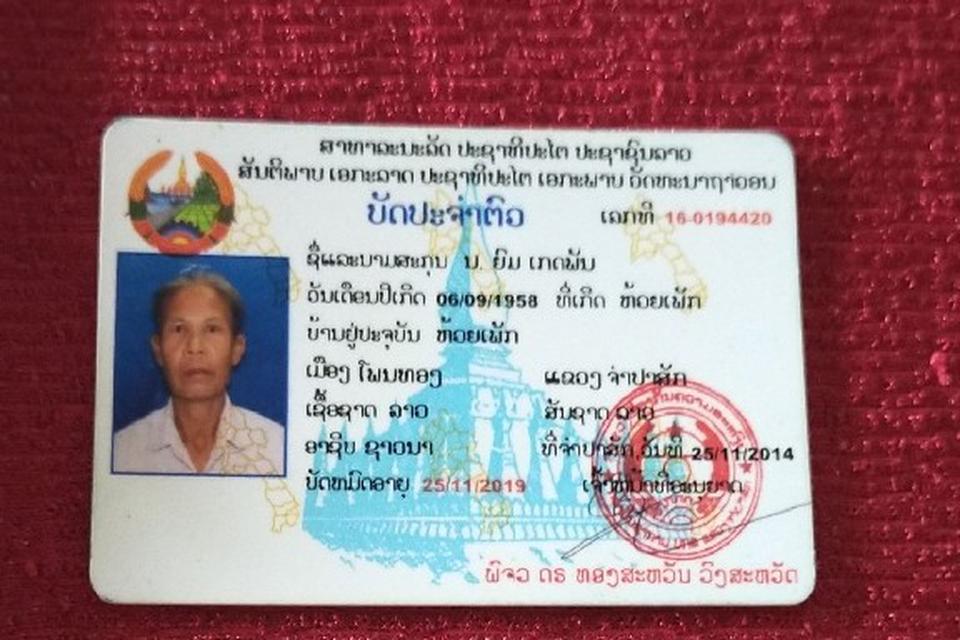 ສາທາລະນະລັດ ປະຊາທິປະໄຕ ປະຊາຊົນລາວ
ສັນຕິພາບ ເອກະລາດ ປະຊາທິປະໄຕ ເອກະພາບ ວັດທະນາຖາວອນ
ບັດປະຈຳຕົວ ເລກທີ 16-0194420
ຊື່ແລະນາມສະກຸນ ນ. ຍົມ ເກດພັນ
ວັນເດືອນປີເກີດ 06/09/1958 ທີ່ເກີດ ຫ້ວຍເພັກ
ບ້ານຢູ່ປະຈຸບັນ ຫ້ວຍເພັກ
ເມືອງ ໂພນທອງ ແຂວງ ຈຳປາສັກ
ເຊື້ອຊາດ ລາວ ສັນຊາດ ລາວ
ອາຊີບ ຊາວນາ ທີ່ຈຳປາສັກ,ວັນທີ 25/11/2014
ບັດໝົດອາຍຸ 25/11/2019 ເຈົ້າໜ້າທີ່ອະນຸຍາດ
ພົຈວ ດຣ ທອງສະຫວັນ ວົງສະຫວັດ